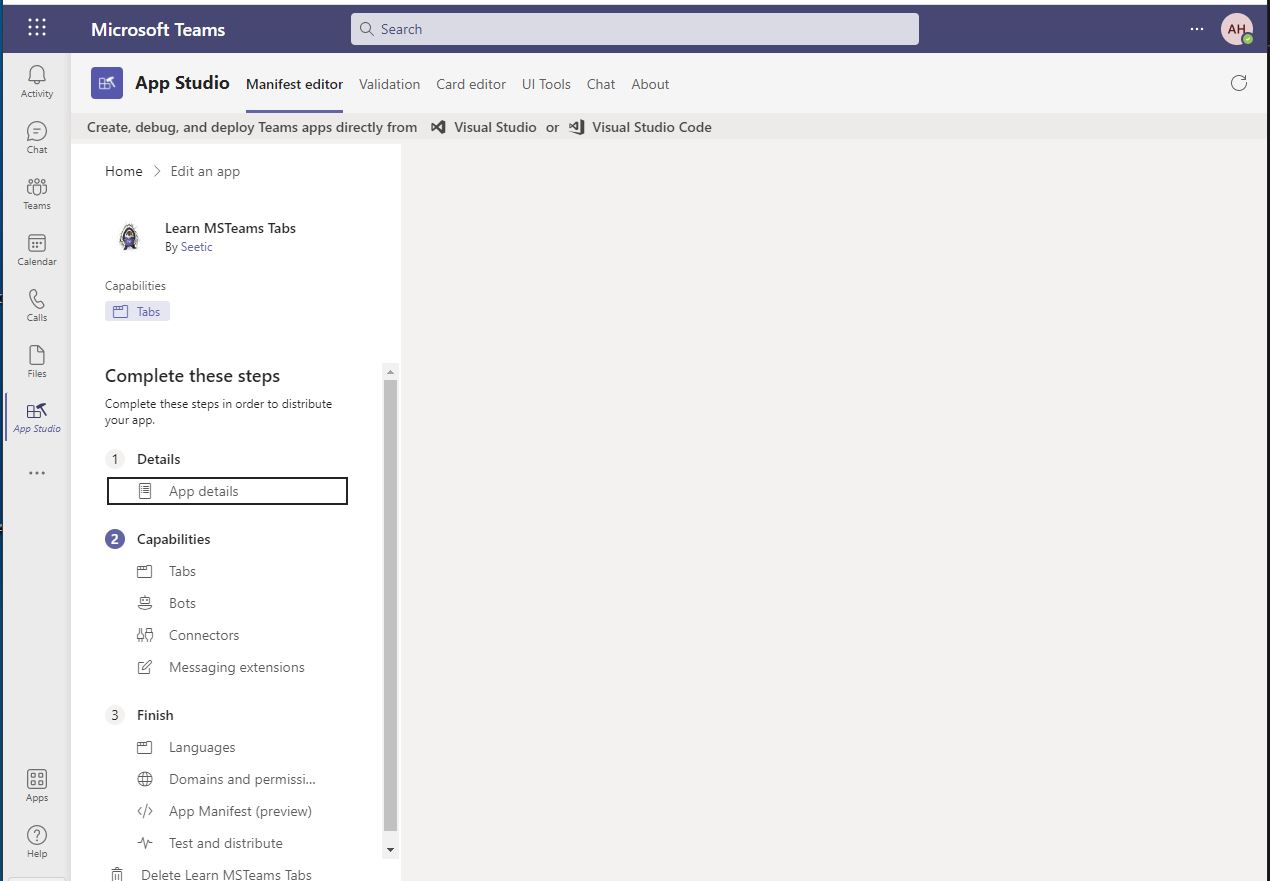 Microsoft Teams
Search
AH
App Studio
Manifest editor
Validation
Card editor
UI Tools
Chat
About
Create, debug, and deploy Teams apps directly from Visual Studio or Visual Studio Code
Activity
Chat
Teams
Calendar
Calls
Files
App Studio
Apps
Help
Home > Edit an app
Learn MSTeams Tabs
By Seetic
Capabilities
Tabs
Complete these steps
Complete these steps in order to distribute
your app.
1 Details
App details
2 Capabilities
Tabs
Bots
Connectors
Messaging extensions
3 Finish
Languages
Domains and permissi...
App Manifest (preview)
Test and distribute
Delete Learn MSTeams Tabs